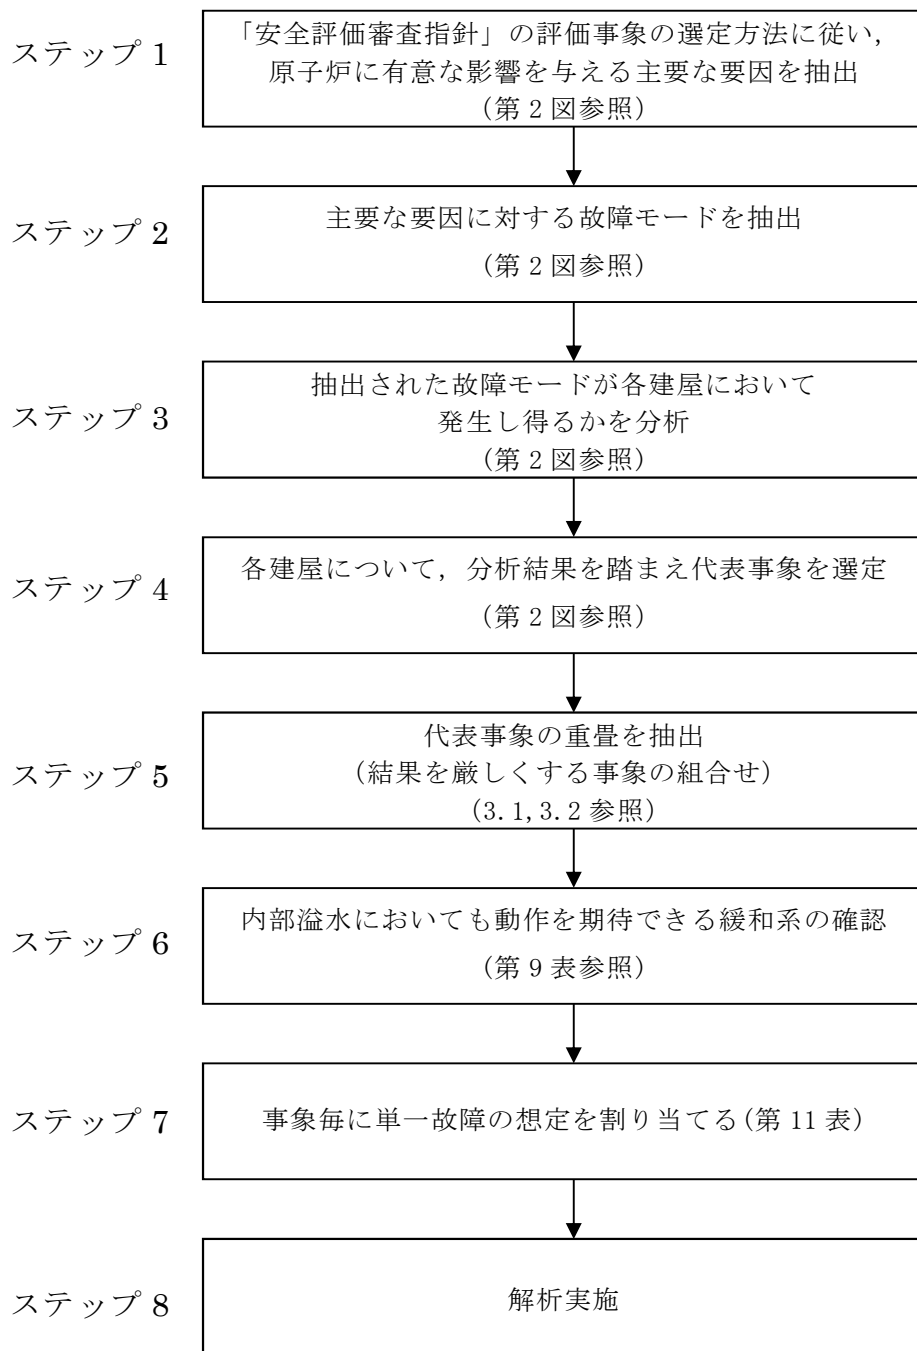 ステップ 1
「安全評価審査指針」の評価事象の選定方法に従い,
原子炉に有意な影響を与える主要な要因を抽出
(第 2 図参照)
ステップ 2
主要な要因に対する故障モードを抽出
(第 2 図参照)
ステップ 3
抽出された故障モードが各建屋において
発生し得るかを分析
(第 2 図参照)
ステップ 4
各建屋について, 分析結果を踏まえ代表事象を選定
(第 2 図参照)
ステップ 5
代表事象の重畳を抽出
(結果を厳しくする事象の組合せ)
(3.1,3.2 参照)
ステップ 6
内部溢水においても動作を期待できる緩和系の確認
(第 9 表参照)
ステップ 7
事象毎に単一故障の想定を割り当てる(第 11 表)
ステップ 8
解析実施